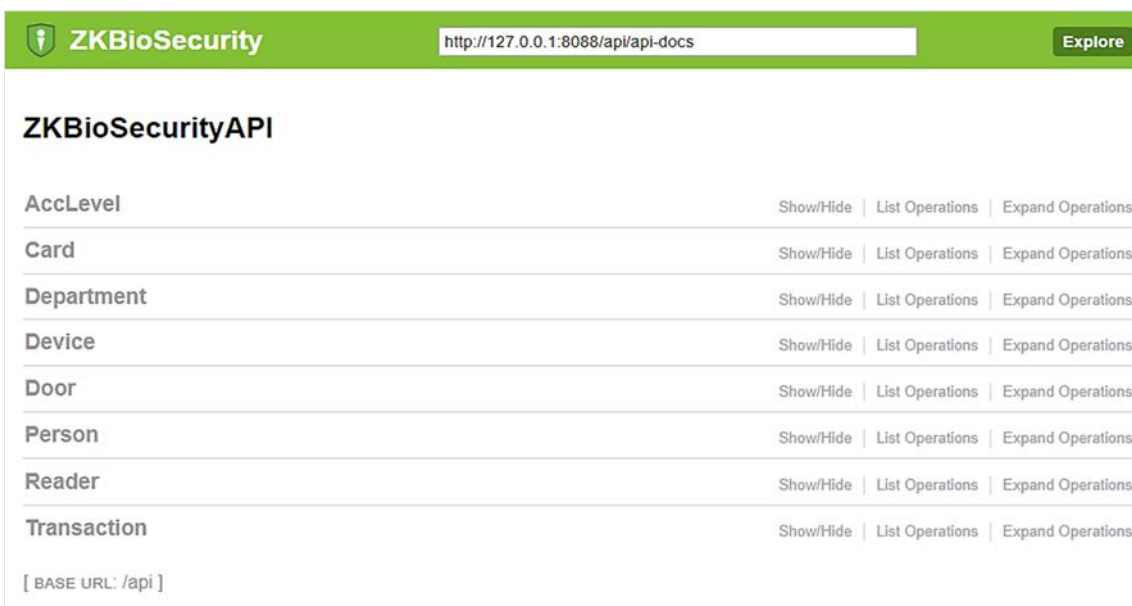 ZKBioSecurity http://127.0.0.1:8088/api/api-docs Explore
ZKBioSecurityAPI
AccLevel Show/Hide | List Operations | Expand Operations
Card Show/Hide | List Operations | Expand Operations
Department Show/Hide | List Operations | Expand Operations
Device Show/Hide | List Operations | Expand Operations
Door Show/Hide | List Operations | Expand Operations
Person Show/Hide | List Operations | Expand Operations
Reader Show/Hide | List Operations | Expand Operations
Transaction Show/Hide | List Operations | Expand Operations
[ BASE URL: /api ]